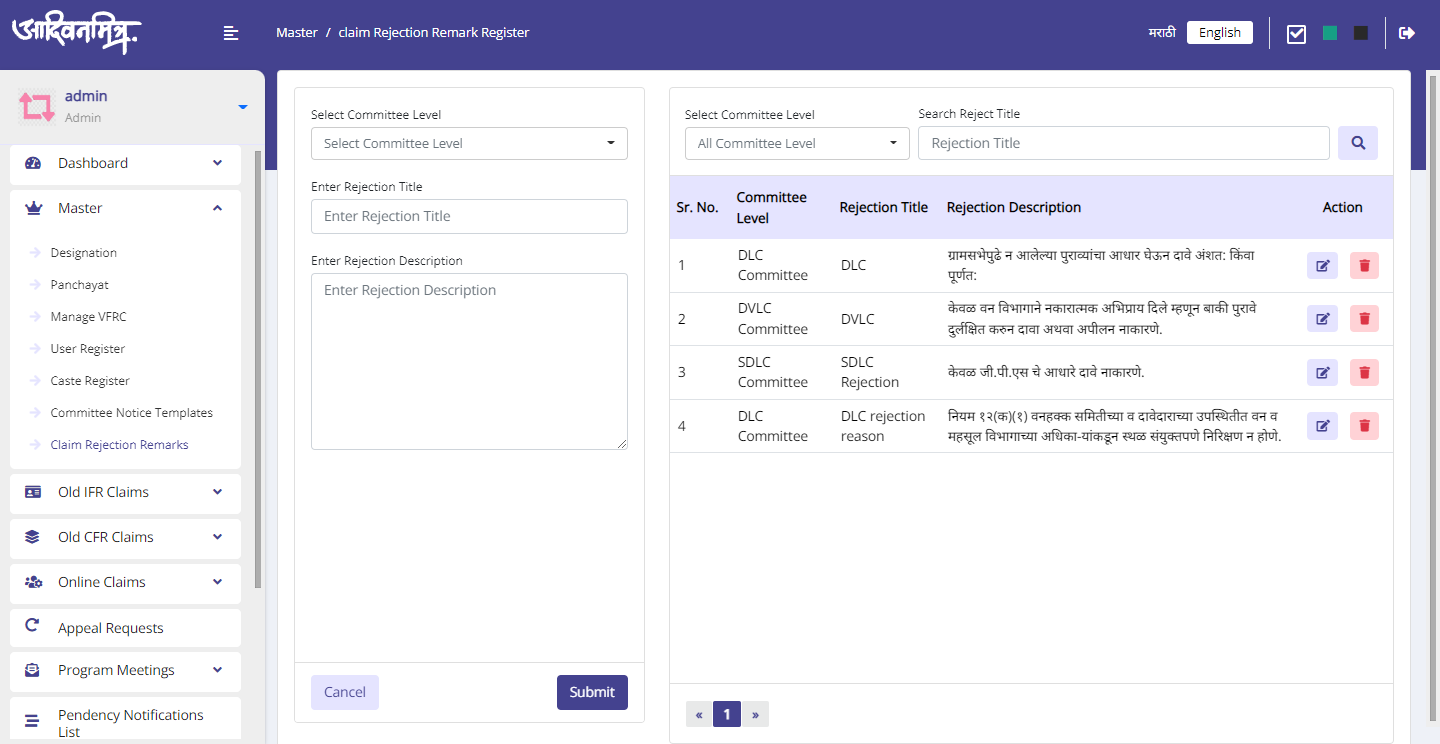 आदिवनमित्र.
Master / claim Rejection Remark Register
मराठी English
admin
Admin
Dashboard
Master
Designation
Panchayat
Manage VFRC
User Register
Caste Register
Committee Notice Templates
Claim Rejection Remarks
Old IFR Claims
Old CFR Claims
Online Claims
Appeal Requests
Program Meetings
Pendency Notifications
List
Select Committee Level
Select Committee Level
Enter Rejection Title
Enter Rejection Title
Enter Rejection Description
Enter Rejection Description
Cancel Submit
Select Committee Level Search Reject Title
All Committee Level Rejection Title
Sr. No. Committee Level Rejection Title Rejection Description Action
1 DLC Committee DLC ग्रामसभेपुढे न आलेल्या पुराव्यांचा आधार घेऊन दावे अंशत: किंवा
पूर्णत:
2 DVLC Committee DVLC केवळ वन विभागाने नकारात्मक अभिप्राय दिले म्हणून बाकी पुरावे
दुर्लक्षित करुन दावा अथवा अपीलन नाकारणे.
3 SDLC Committee SDLC Rejection केवळ जी.पी.एस चे आधारे दावे नाकारणे.
4 DLC Committee DLC rejection reason नियम १२(क)(१) वनहक्क समितीच्या व दावेदाराच्या उपस्थितीत वन व
महसूल विभागाच्या अधिका-यांकडून स्थळ संयुक्तपणे निरिक्षण न होणे.
« 1 »